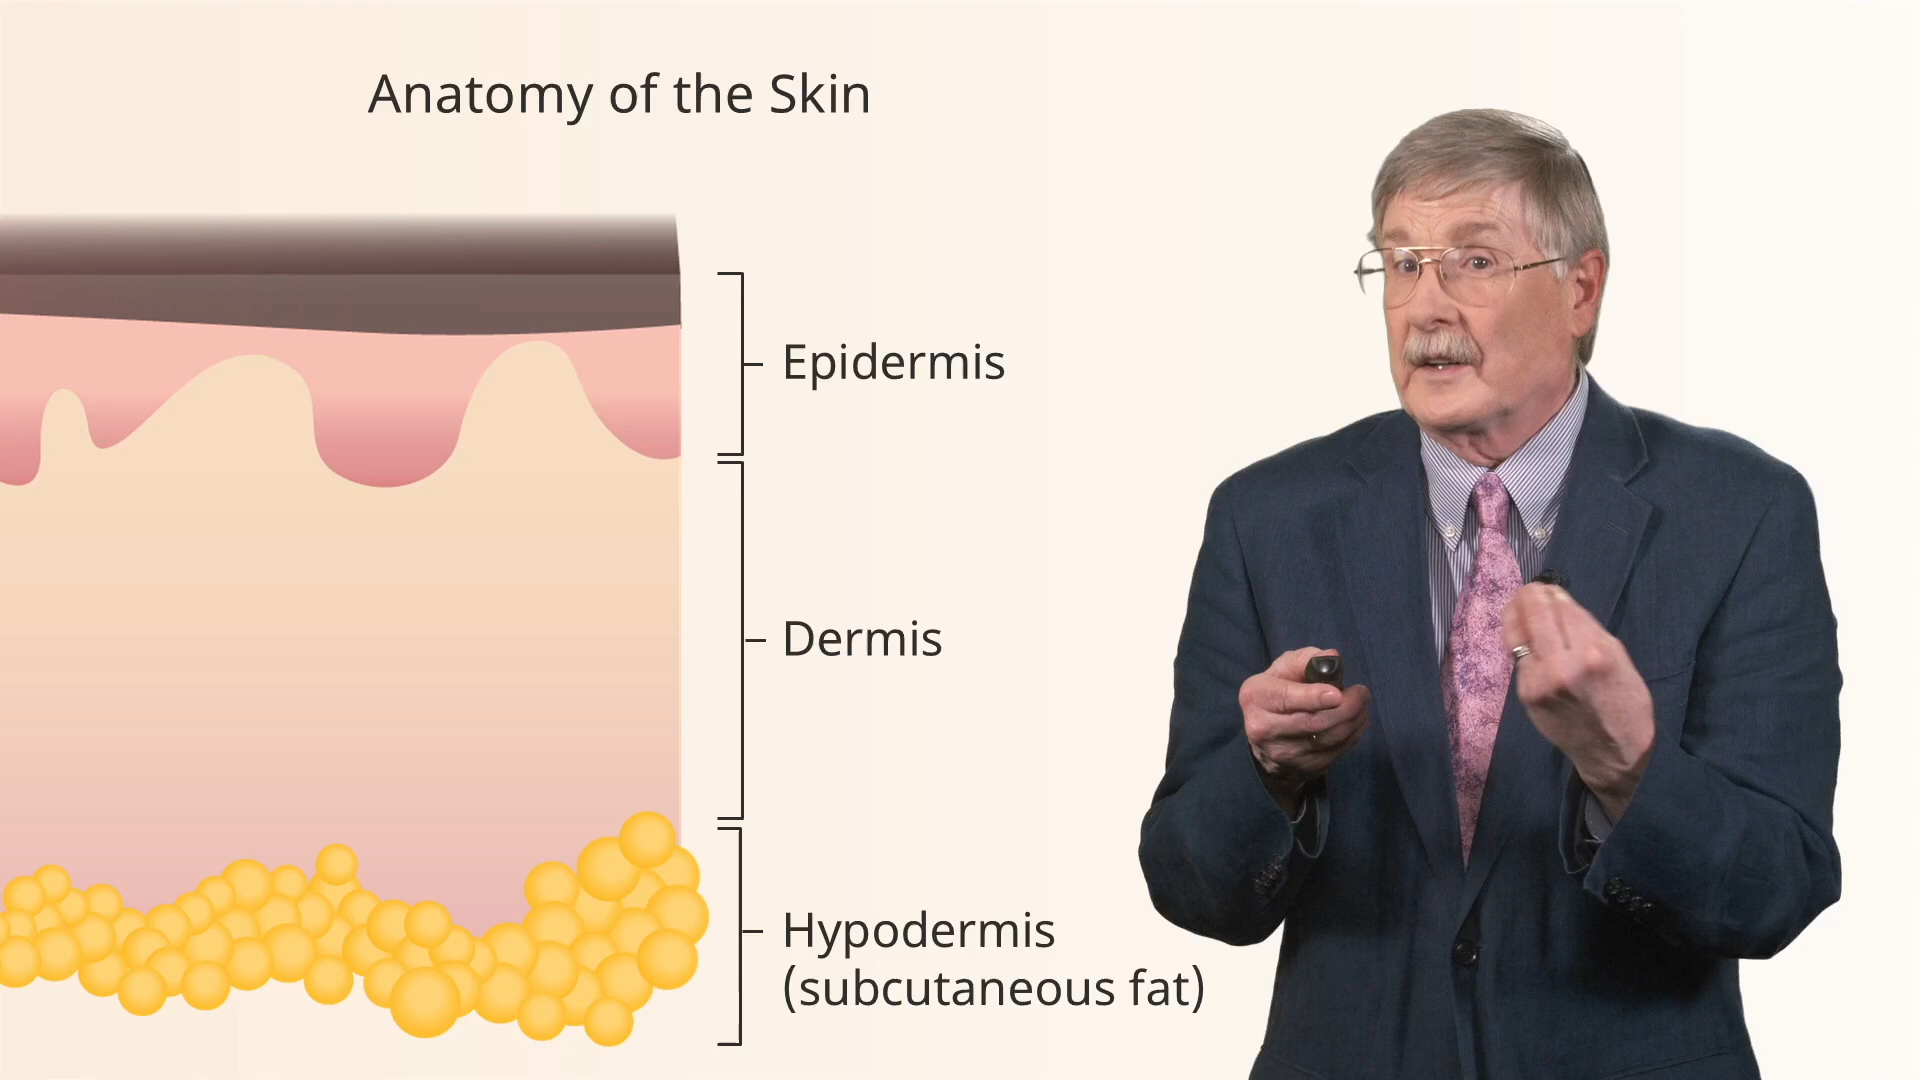 Anatomy of the Skin
Epidermis
Dermis
Hypodermis
(subcutaneous fat)